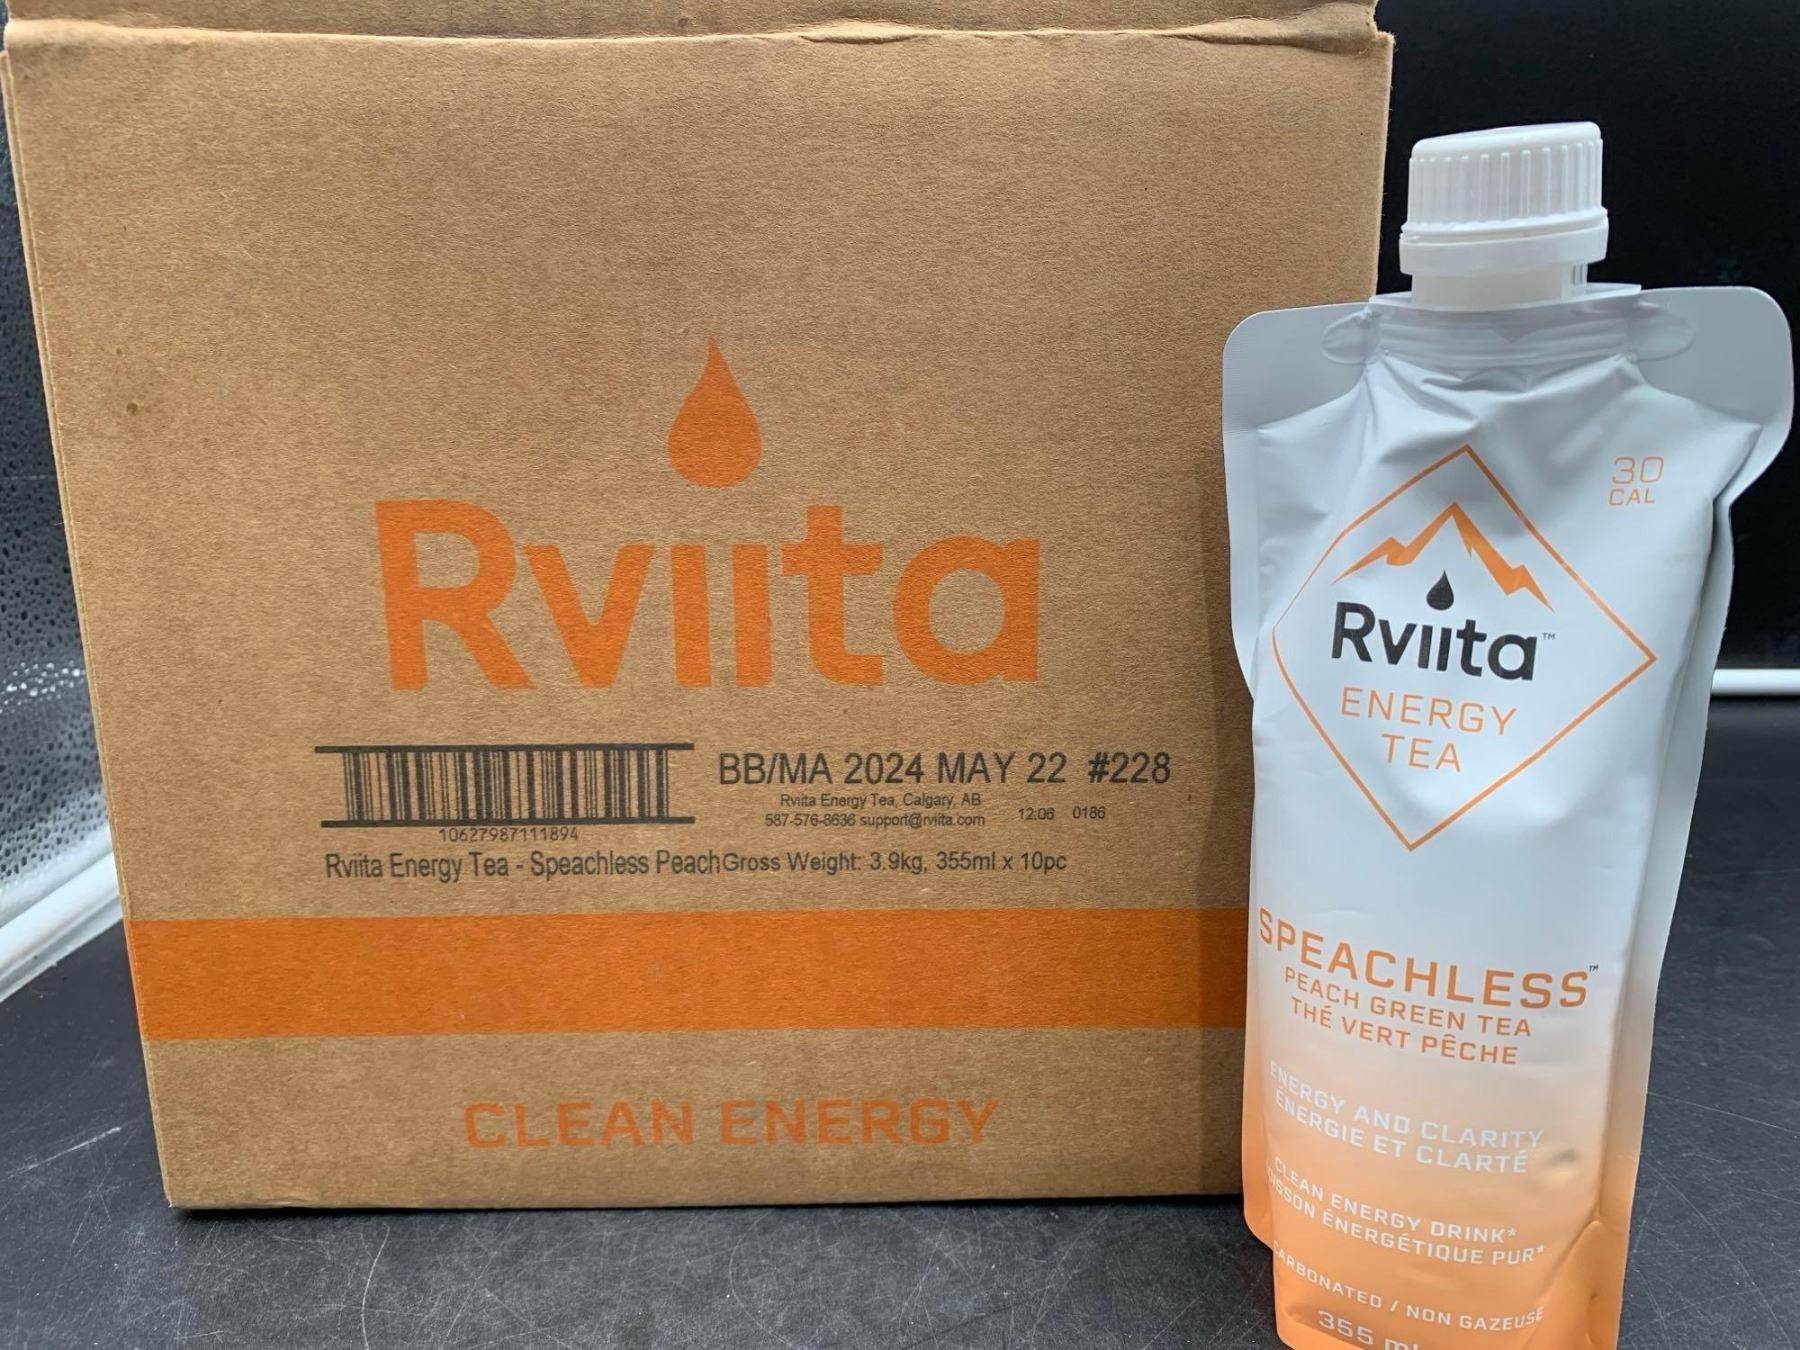 Rviita
BB/MA 2024 MAY 22 #228
Rviita Energy Tea, Calgary, AB
587-576-8636 support@rviita.com 12:06 0186
10627987111894
Rviita Energy Tea - Speachless Peach Gross Weight: 3.9kg, 355ml x 10pc
CLEAN ENERGY
30
CAL
Rviita™
ENERGY
TEA
SPEACHLESS™
PEACH GREEN TEA
THÉ VERT PÊCHE
ENERGY AND CLARITY
ÉNERGIE ET CLARTÉ
CLEAN ENERGY DRINK*
ÉNERGÉTIQUE PUR*
CARBONATED / NON GAZEUSE
355